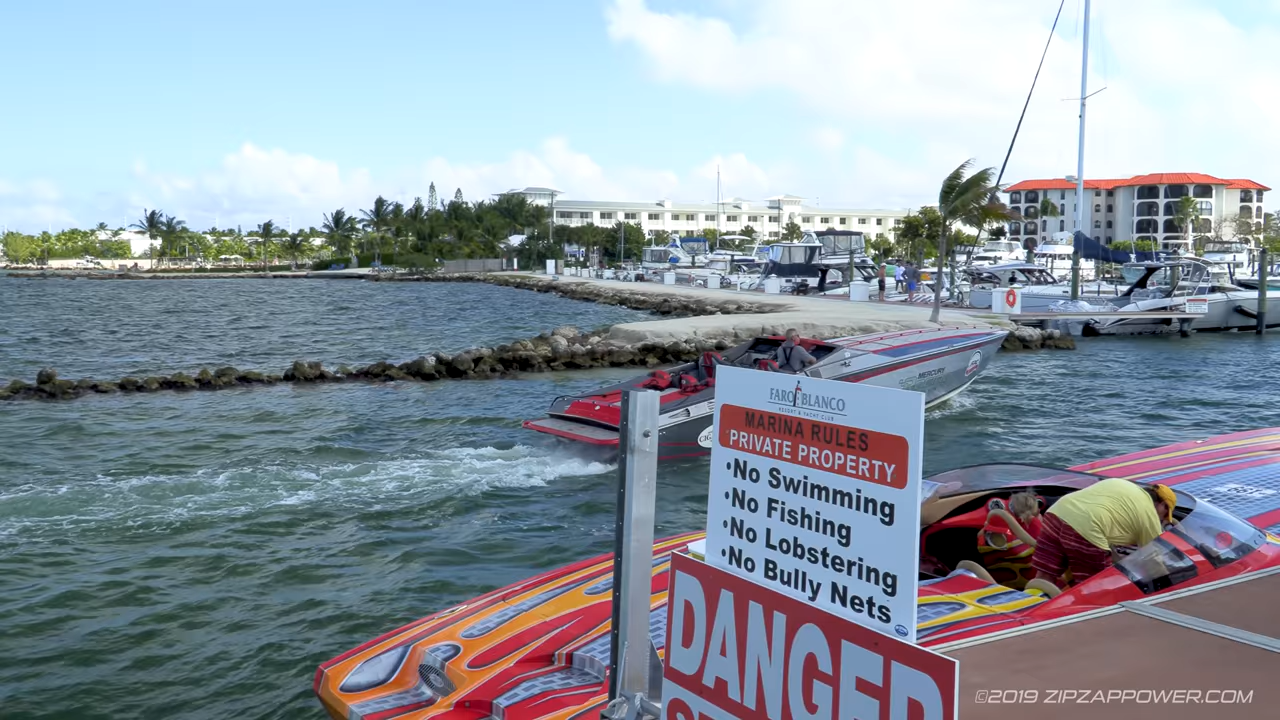 FARO BLANCO
RESORT & YACHT CLUB
MARINA RULES
PRIVATE PROPERTY
•No Swimming
•No Fishing
•No Lobstering
•No Bully Nets
DANGER
MERCURY
©2019 ZIPZAPPOWER.COM